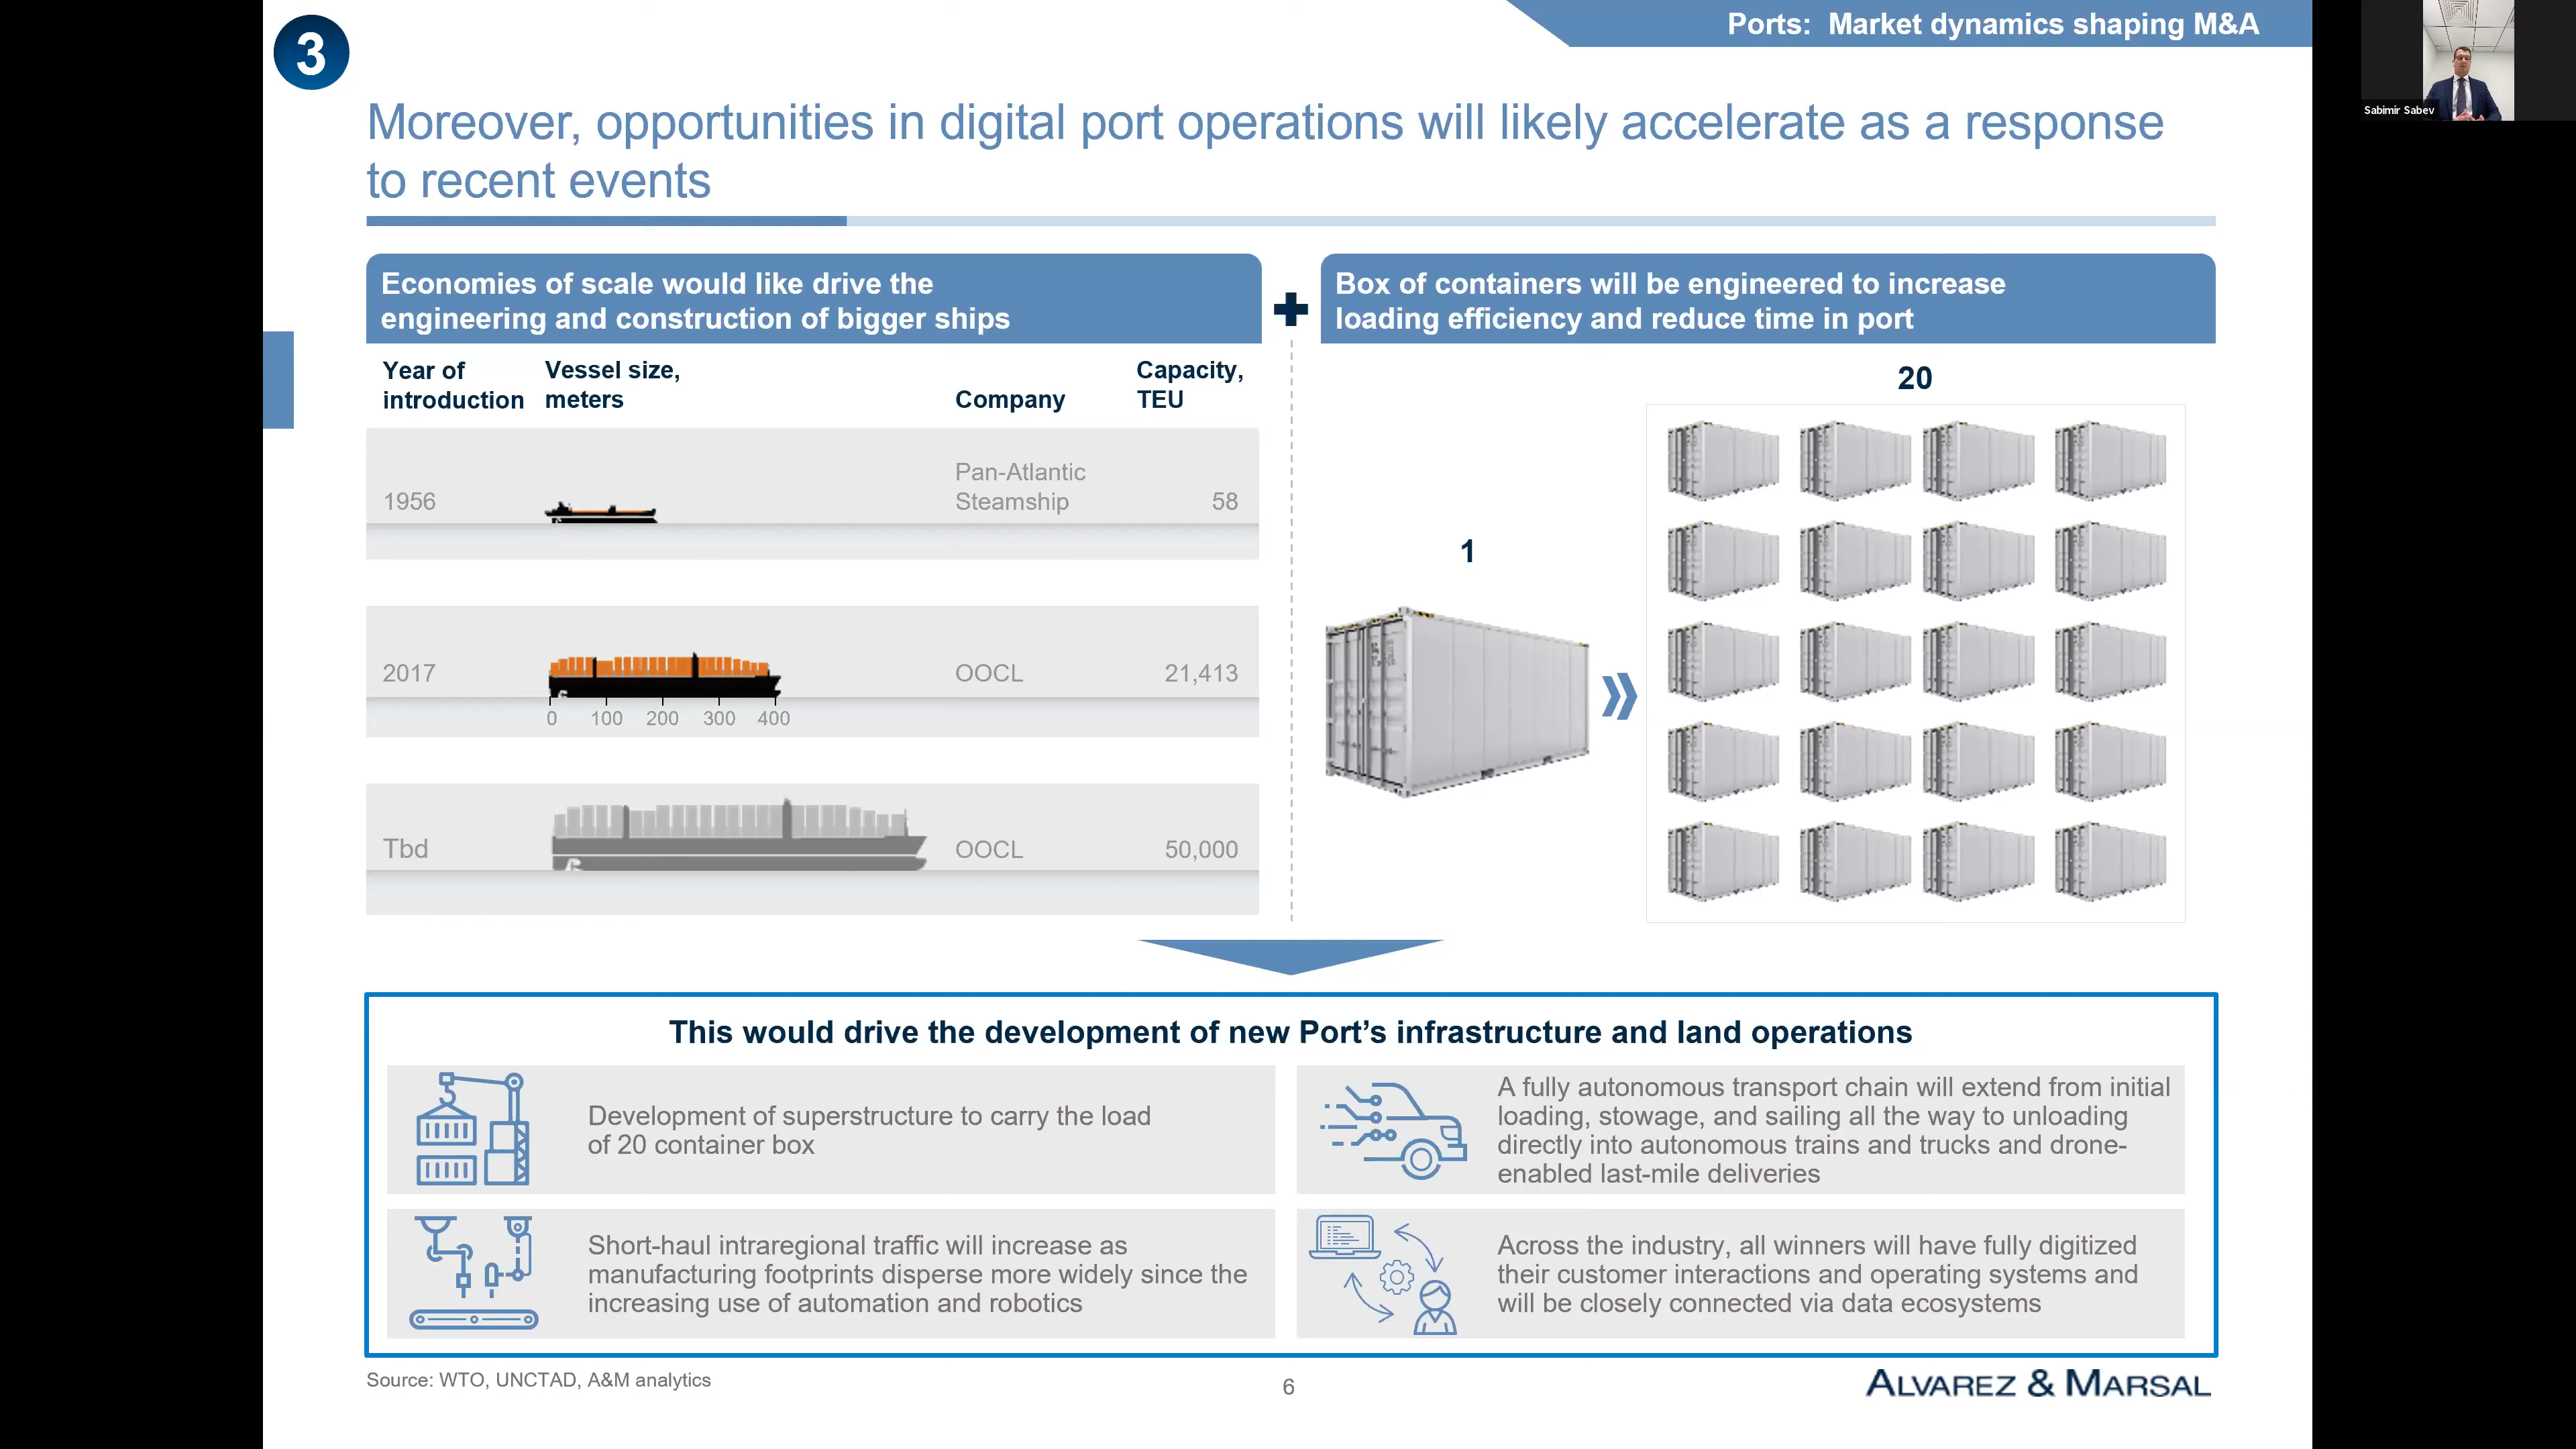 3
Ports: Market dynamics shaping M&A
Sabimir Sabev
Moreover, opportunities in digital port operations will likely accelerate as a response
to recent events
Economies of scale would like drive the
engineering and construction of bigger ships
Year of
introduction
Vessel size,
meters
Company
Capacity,
TEU
1956
Pan-Atlantic
Steamship
58
2017
OOCL
21,413
0 100 200 300 400
Tbd
OOCL
50,000
Box of containers will be engineered to increase
loading efficiency and reduce time in port
1
20
This would drive the development of new Port’s infrastructure and land operations
Development of superstructure to carry the load
of 20 container box
A fully autonomous transport chain will extend from initial
loading, stowage, and sailing all the way to unloading
directly into autonomous trains and trucks and drone-
enabled last-mile deliveries
Short-haul intraregional traffic will increase as
manufacturing footprints disperse more widely since the
increasing use of automation and robotics
Across the industry, all winners will have fully digitized
their customer interactions and operating systems and
will be closely connected via data ecosystems
Source: WTO, UNCTAD, A&M analytics
6
ALVAREZ & MARSAL